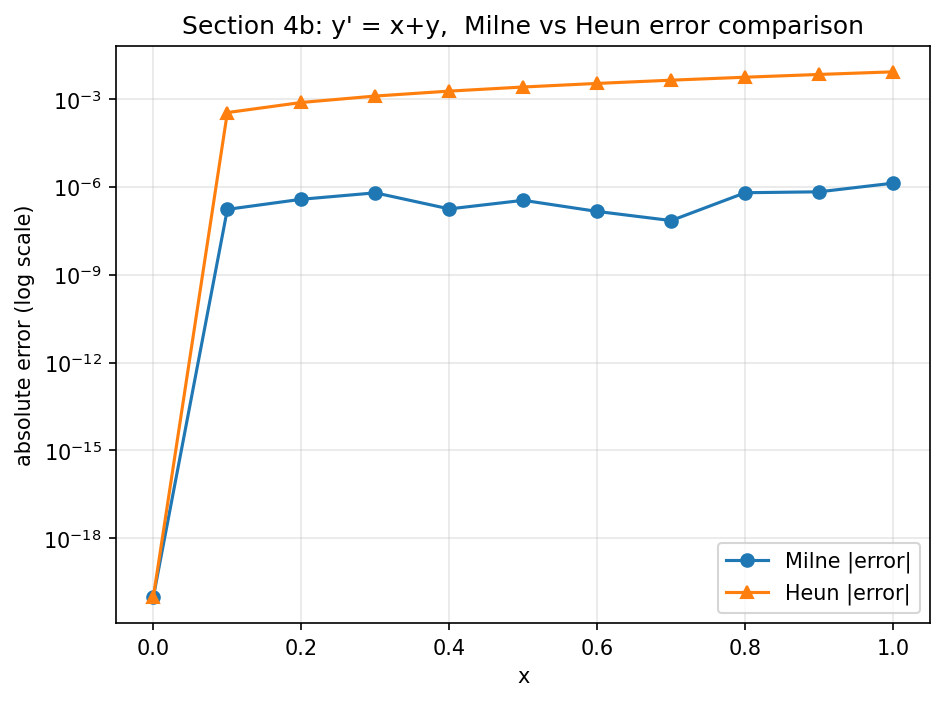 Section 4b: y' = x+y,  Milne vs Heun error comparison
absolute error (log scale)
10⁻³
10⁻⁶
10⁻⁹
10⁻¹²
10⁻¹⁵
10⁻¹⁸
Milne |error|
Heun |error|
0.0 0.2 0.4 0.6 0.8 1.0
x